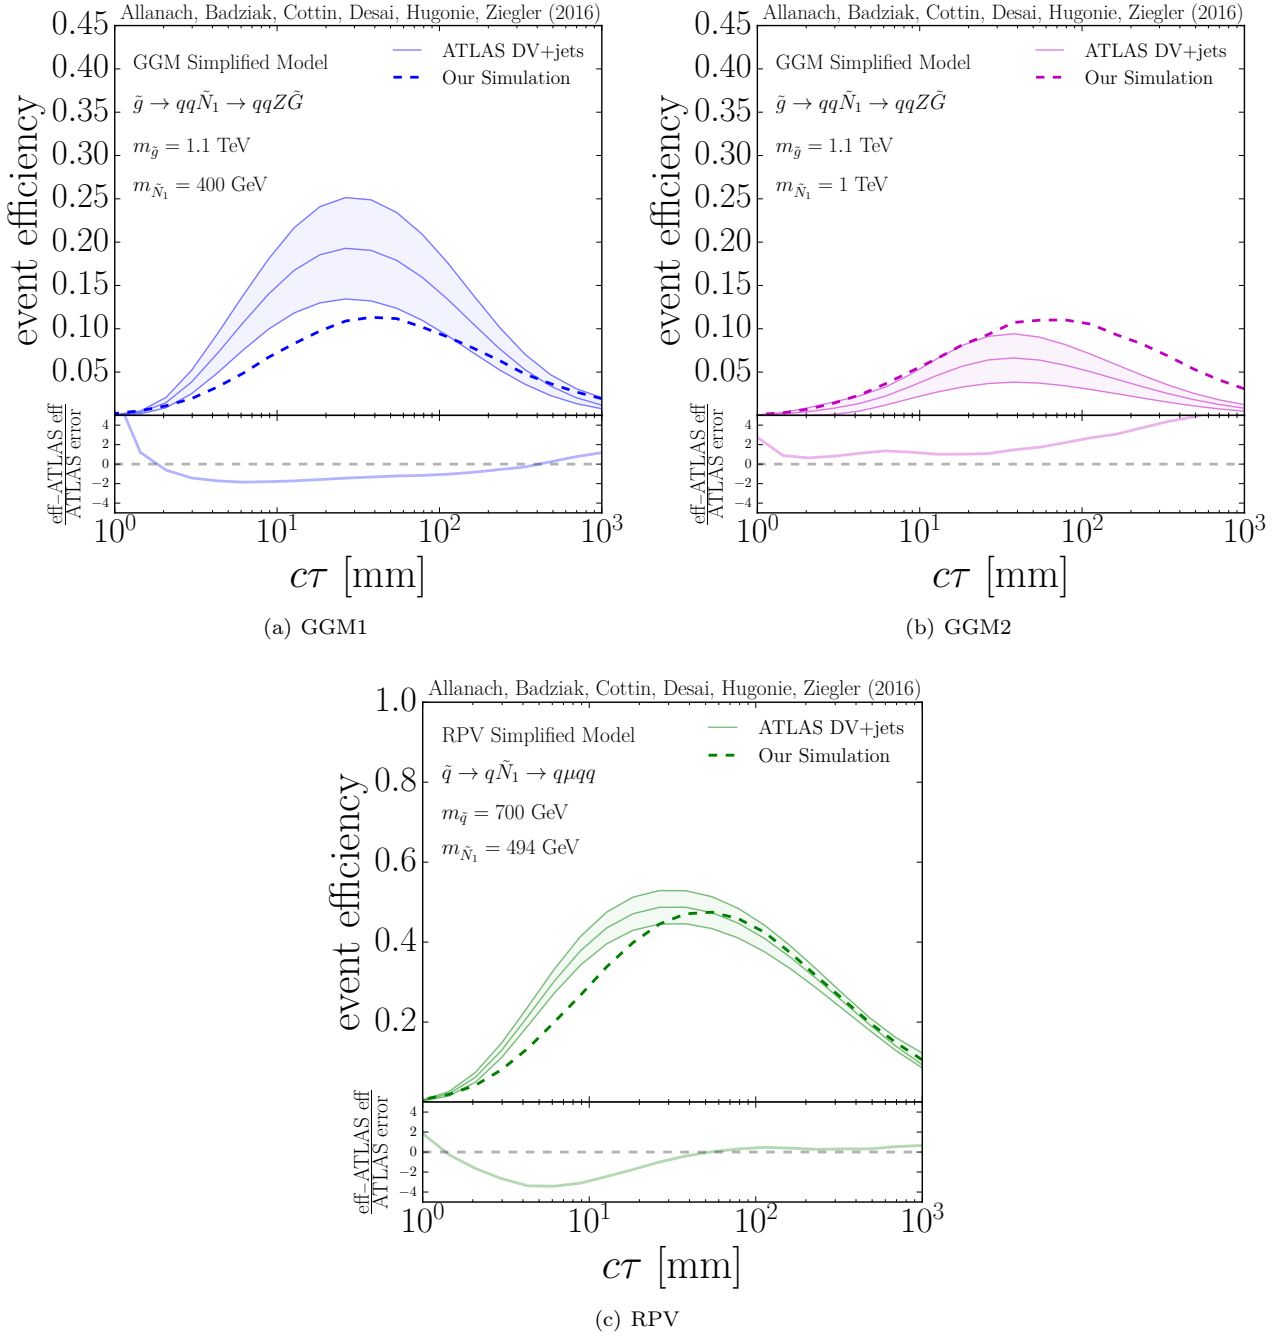 Allanach, Badziak, Cottin, Desai, Hugonie, Ziegler (2016)
GGM Simplified Model
g̃ → qqÑ₁ → qqZG̃
m_g̃ = 1.1 TeV
m_Ñ₁ = 400 GeV
ATLAS DV+jets
Our Simulation
event efficiency
0.45
0.40
0.35
0.30
0.25
0.20
0.15
0.10
0.05
eff−ATLAS eff
ATLAS error
4
2
0
−2
−4
10⁰ 10¹ 10² 10³
cτ [mm]
(a) GGM1
Allanach, Badziak, Cottin, Desai, Hugonie, Ziegler (2016)
GGM Simplified Model
g̃ → qqÑ₁ → qqZG̃
m_g̃ = 1.1 TeV
m_Ñ₁ = 1 TeV
ATLAS DV+jets
Our Simulation
event efficiency
0.45
0.40
0.35
0.30
0.25
0.20
0.15
0.10
0.05
eff−ATLAS eff
ATLAS error
4
2
0
−2
−4
10⁰ 10¹ 10² 10³
cτ [mm]
(b) GGM2
Allanach, Badziak, Cottin, Desai, Hugonie, Ziegler (2016)
RPV Simplified Model
q̃ → qÑ₁ → qμqq
m_q̃ = 700 GeV
m_Ñ₁ = 494 GeV
ATLAS DV+jets
Our Simulation
event efficiency
1.0
0.8
0.6
0.4
0.2
eff−ATLAS eff
ATLAS error
4
2
0
−2
−4
10⁰ 10¹ 10² 10³
cτ [mm]
(c) RPV